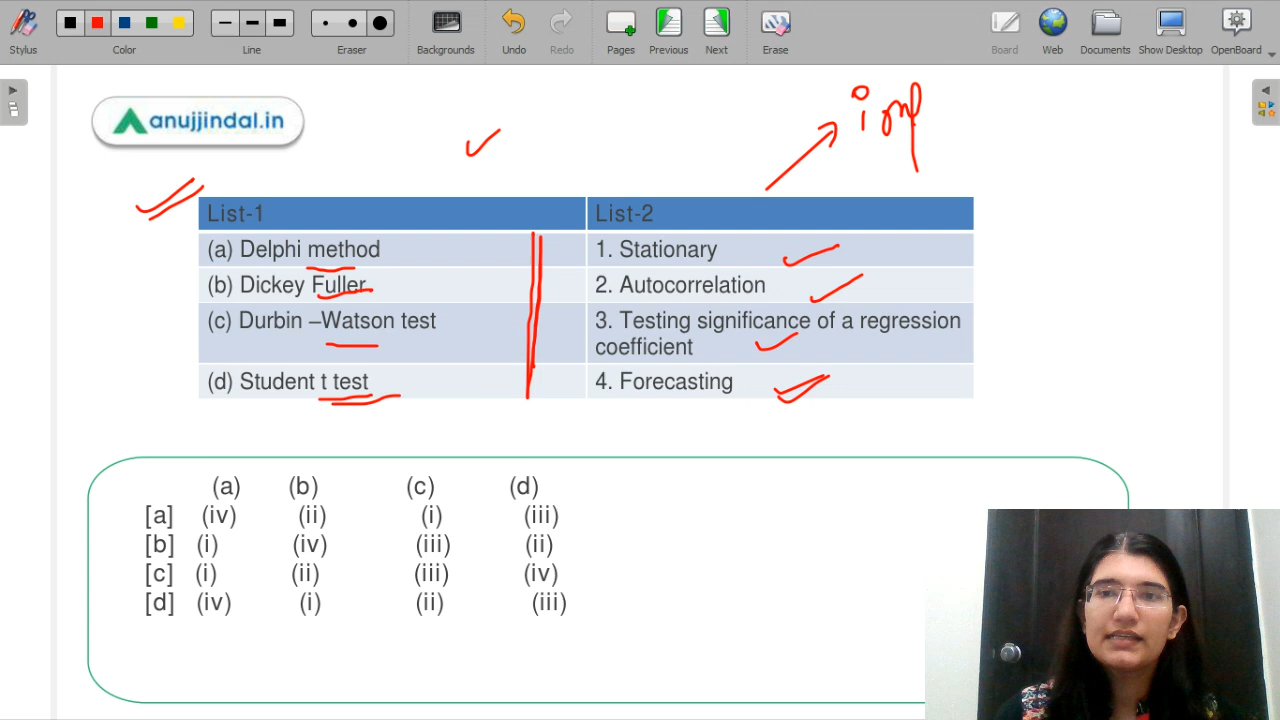 Stylus Color Line Eraser Backgrounds Undo Redo Pages Previous Next Erase Board Web Documents Show Desktop OpenBoard
anujjindal.in
imp
List-1 List-2
(a) Delphi method 1. Stationary
(b) Dickey Fuller 2. Autocorrelation
(c) Durbin –Watson test 3. Testing significance of a regression
coefficient
(d) Student t test 4. Forecasting
(a) (b) (c) (d)
[a] (iv) (ii) (i) (iii)
[b] (i) (iv) (iii) (ii)
[c] (i) (ii) (iii) (iv)
[d] (iv) (i) (ii) (iii)